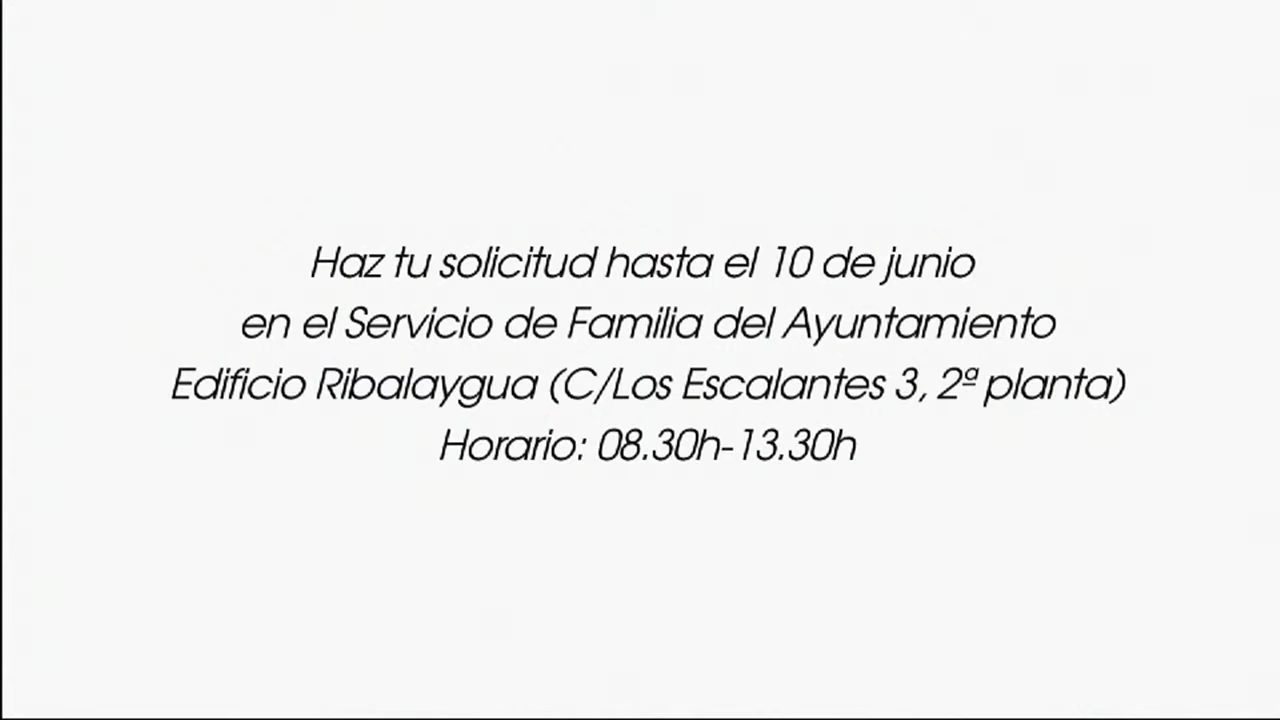 Haz tu solicitud hasta el 10 de junio
en el Servicio de Familia del Ayuntamiento
Edificio Ribalaygua (C/Los Escalantes 3, 2ª planta)
Horario: 08.30h-13.30h